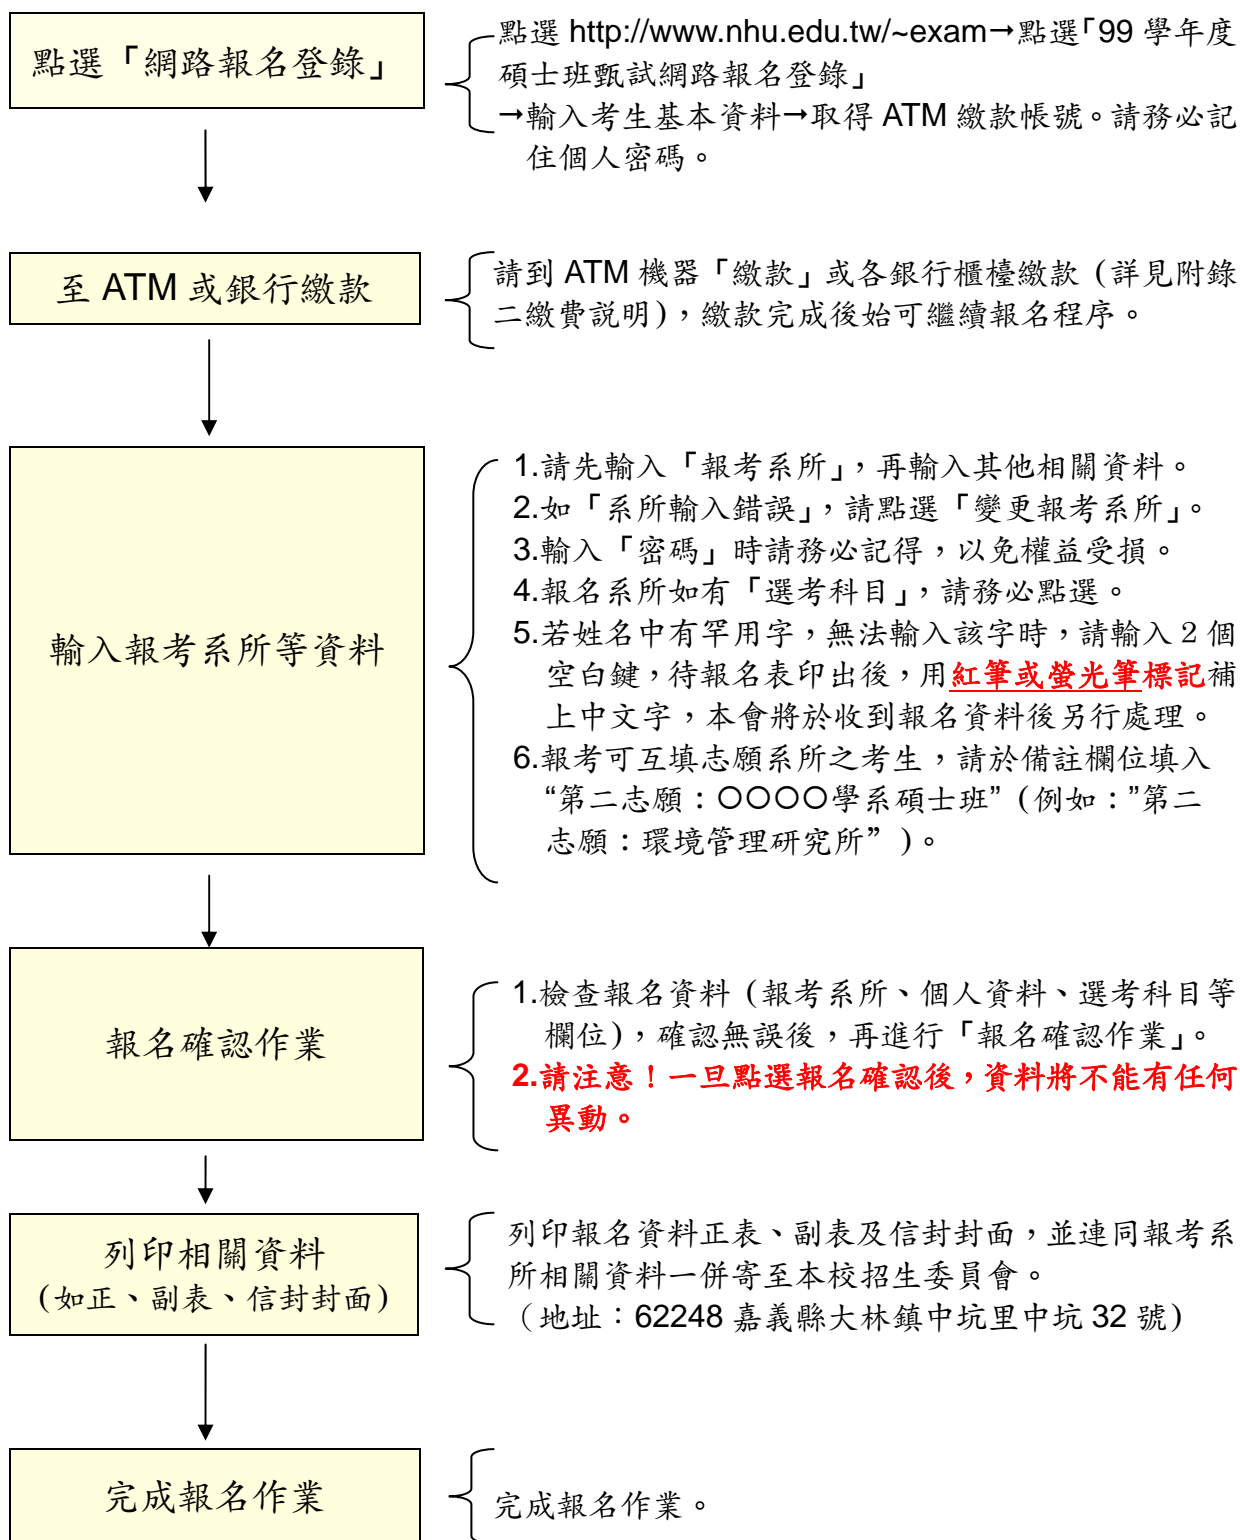 點選「網路報名登錄」
點選 http://www.nhu.edu.tw/~exam→點選「99 學年度
碩士班甄試網路報名登錄」
→輸入考生基本資料→取得 ATM 繳款帳號。請務必記
住個人密碼。
至 ATM 或銀行繳款
請到 ATM 機器「繳款」或各銀行櫃檯繳款 (詳見附錄
二繳費說明)，繳款完成後始可繼續報名程序。
輸入報考系所等資料
1.請先輸入「報考系所」，再輸入其他相關資料。
2.如「系所輸入錯誤」，請點選「變更報考系所」。
3.輸入「密碼」時請務必記得，以免權益受損。
4.報名系所如有「選考科目」，請務必點選。
5.若姓名中有罕用字，無法輸入該字時，請輸入２個
空白鍵，待報名表印出後，用紅筆或螢光筆標記補
上中文字，本會將於收到報名資料後另行處理。
6.報考可互填志願系所之考生，請於備註欄位填入
“第二志願：○○○○學系碩士班” (例如：”第二
志願：環境管理研究所” )。
報名確認作業
1.檢查報名資料 (報考系所、個人資料、選考科目等
欄位)，確認無誤後，再進行「報名確認作業」。
2.請注意！一旦點選報名確認後，資料將不能有任何
異動。
列印相關資料
(如正、副表、信封封面)
列印報名資料正表、副表及信封封面，並連同報考系
所相關資料一併寄至本校招生委員會。
（地址：62248 嘉義縣大林鎮中坑里中坑 32 號)
完成報名作業
完成報名作業。